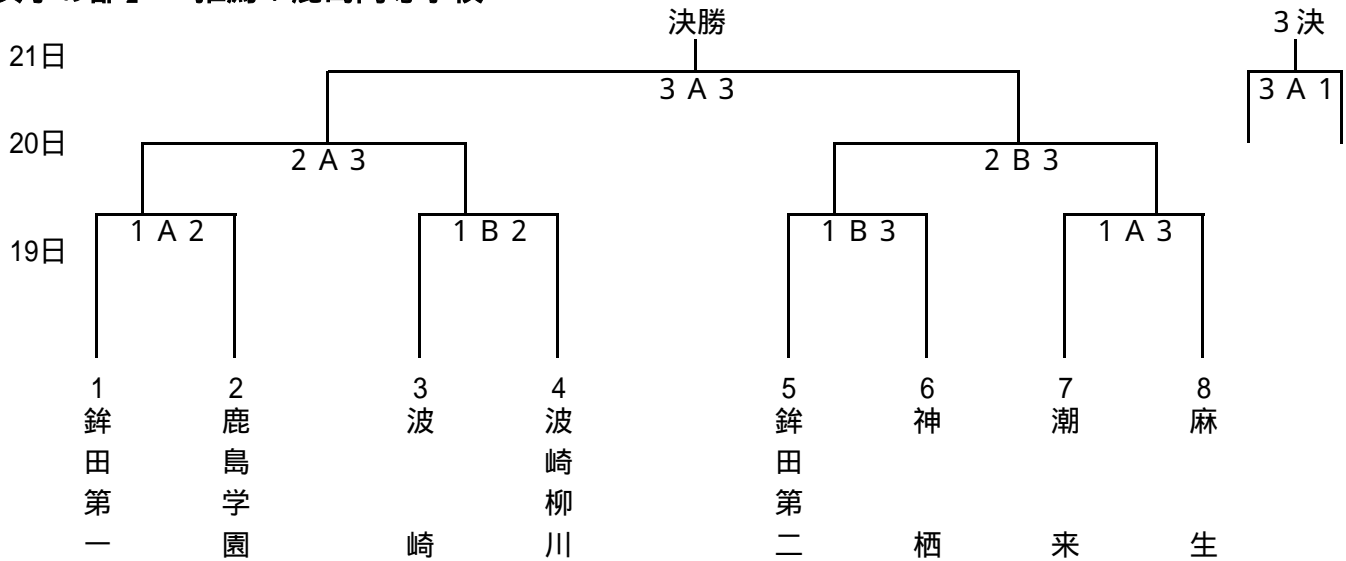 決勝 3決
21日
3 A 3 3 A 1
20日
2 A 3 2 B 3
1 A 2 1 B 2 1 B 3 1 A 3
19日
1 2 3 4 5 6 7 8
鉾田第一
鹿島学園
波崎
波崎柳川
鉾田第二
神栖
潮来
麻生